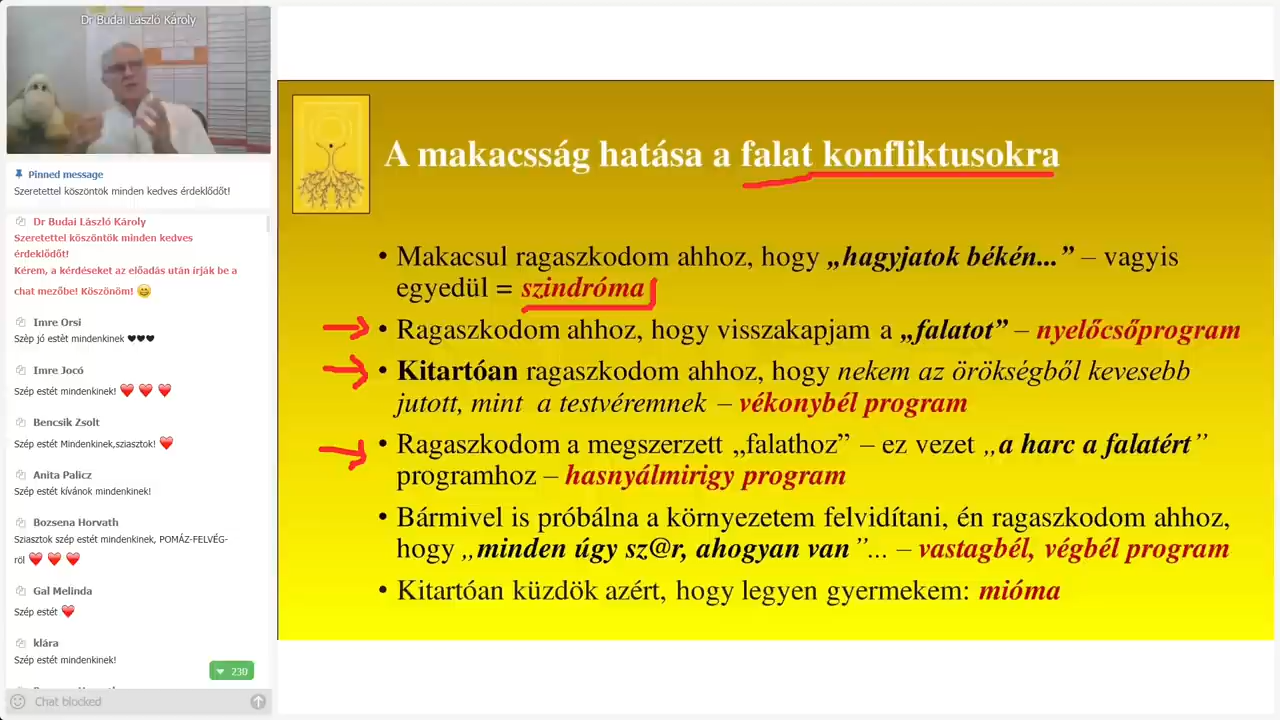 Dr Budai László Károly
Pinned message
Szeretettel köszöntok minden kedves érdeklődőt!
Dr Budai László Károly
Szeretettel köszöntök minden kedves
érdeklődőt!
Kérem, a kérdéseket az előadás után írják be a
chat mezőbe! Köszönöm! 😄
Imre Orsi
Szèp jó estèt mindenkinek ♥♥♥
Imre Jocó
Szép estét mindenkinek! ❤️ ❤️ ❤️
Bencsik Zsolt
Szép estét Mindenkinek,sziasztok! ❤️
Anita Palicz
Szép estét kívánok mindenkinek!
Bozsena Horvath
Sziasztok szép estét mindenkinek, POMÁZ-FELVÉG-
ről ❤️ ❤️ ❤️
Gal Melinda
Szép estét ❤️
klára
Szép estét mindenkinek!
230
Chat blocked
A makacsság hatása a falat konfliktusokra
• Makacsul ragaszkodom ahhoz, hogy „hagyjatok békén...” – vagyis
egyedül = szindróma
• Ragaszkodom ahhoz, hogy visszakapjam a „falatot” – nyelőcsőprogram
• Kitartóan ragaszkodom ahhoz, hogy nekem az örökségből kevesebb
jutott, mint a testvéremnek – vékonybél program
• Ragaszkodom a megszerzett „falathoz” – ez vezet „a harc a falatért”
programhoz – hasnyálmirigy program
• Bármivel is próbálna a környezetem felvidítani, én ragaszkodom ahhoz,
hogy „minden úgy sz@r, ahogyan van”... – vastagbél, végbél program
• Kitartóan küzdök azért, hogy legyen gyermekem: mióma